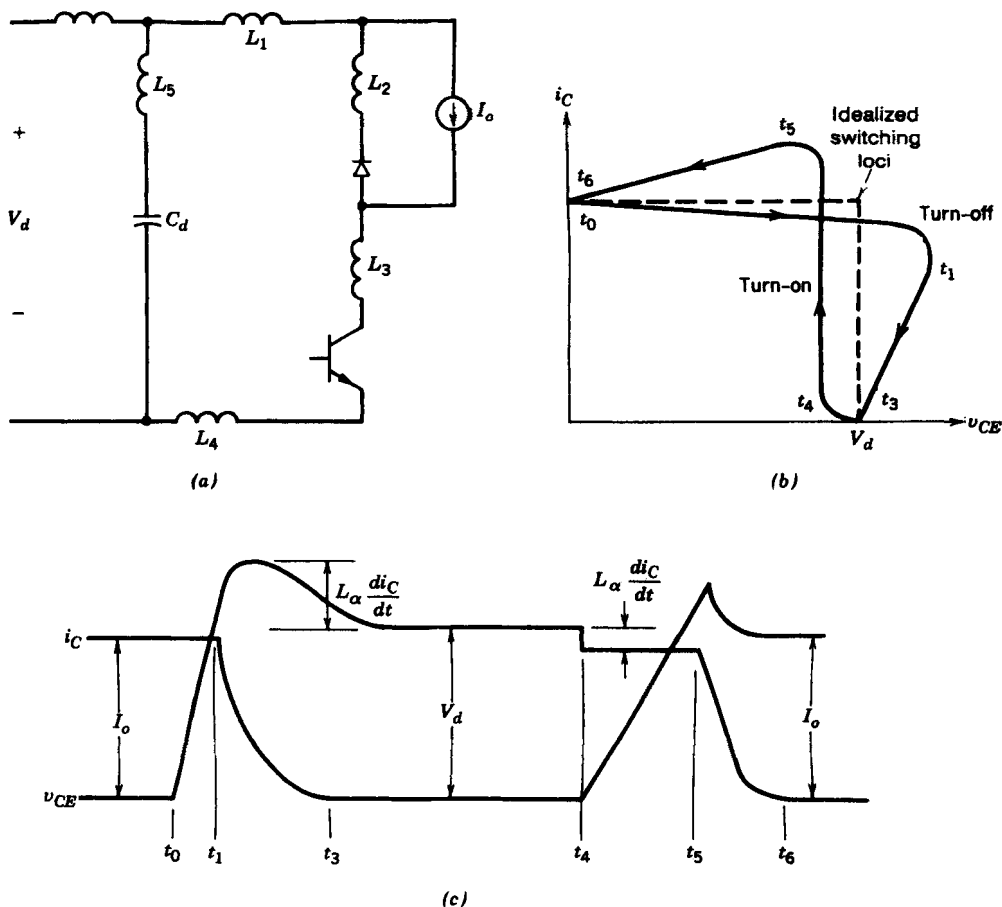 L1
L5
L2
Io
+
Vd
−
Cd
L3
L4
(a)
iC
t5
Idealized
switching
loci
t6
t0
Turn-off
t1
Turn-on
t4
t3
Vd
vCE
(b)
Lα diC/dt
Lα diC/dt
iC
Io
Vd
Io
vCE
t0
t1
t3
t4
t5
t6
(c)